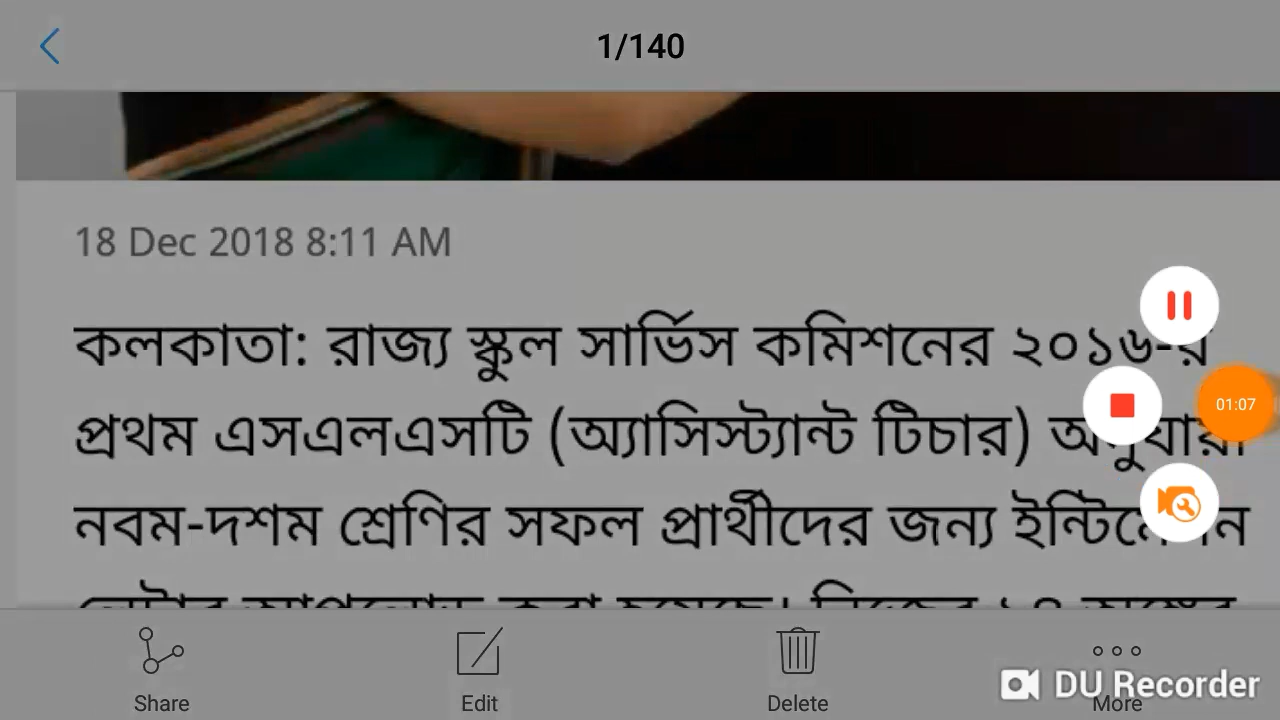 1/140
18 Dec 2018 8:11 AM
কলকাতা: রাজ্য স্কুল সার্ভিস কমিশনের ২০১৬-র
প্রথম এসএলএসটি (অ্যাসিস্ট্যান্ট টিচার)
01:07
নবম-দশম শ্রেণির সফল প্রার্থীদের জন্য
Share
Edit
Delete
More
DU Recorder